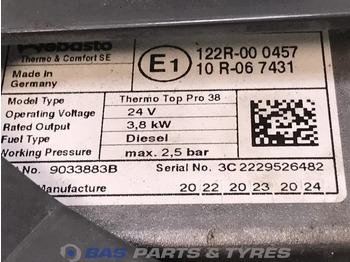 Webasto
Thermo & Comfort SE
Made in
Germany
E1
122R-00 0457
10 R-06 7431
Model Type Thermo Top Pro 38
Operating Voltage 24 V
Rated Output 3,8 kW
Fuel Type Diesel
Working Pressure max. 2,5 bar
No. 9033883B Serial No. 3C 2229526482
Manufacture 20 22 20 23 20 24
BAS PARTS & TYRES